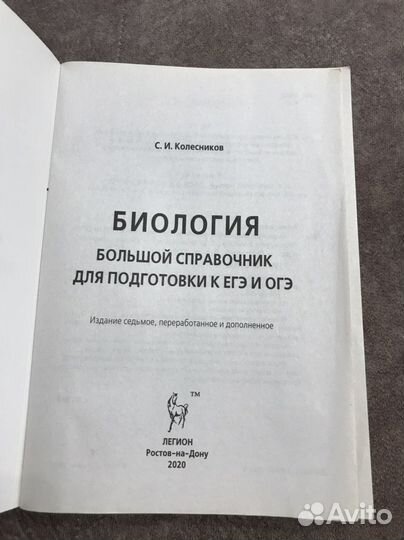 С. И. Колесников
БИОЛОГИЯ
БОЛЬШОЙ СПРАВОЧНИК
ДЛЯ ПОДГОТОВКИ К ЕГЭ И ОГЭ
Издание седьмое, переработанное и дополненное
TM
ЛЕГИОН
Ростов-на-Дону
2020
Avito